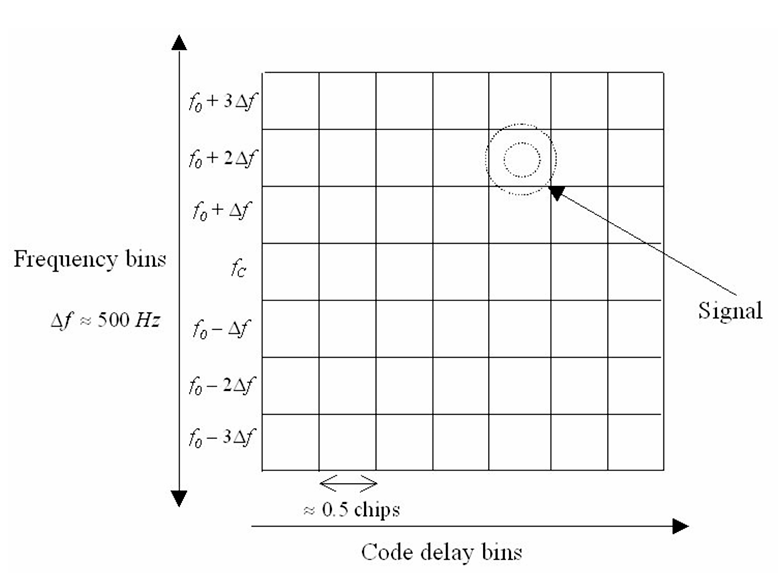 f₀ + 3Δf
f₀ + 2Δf
f₀ + Δf
Frequency bins
f_C
Δf ≈ 500 Hz
f₀ – Δf
Signal
f₀ – 2Δf
f₀ – 3Δf
≈ 0.5 chips
Code delay bins